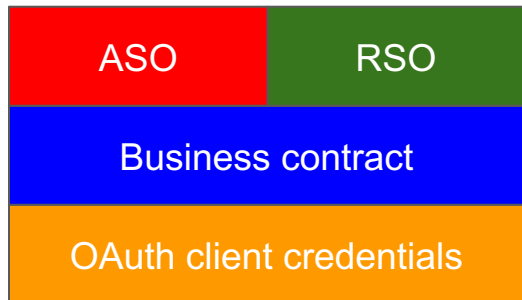 ASO
RSO
Business contract
OAuth client credentials